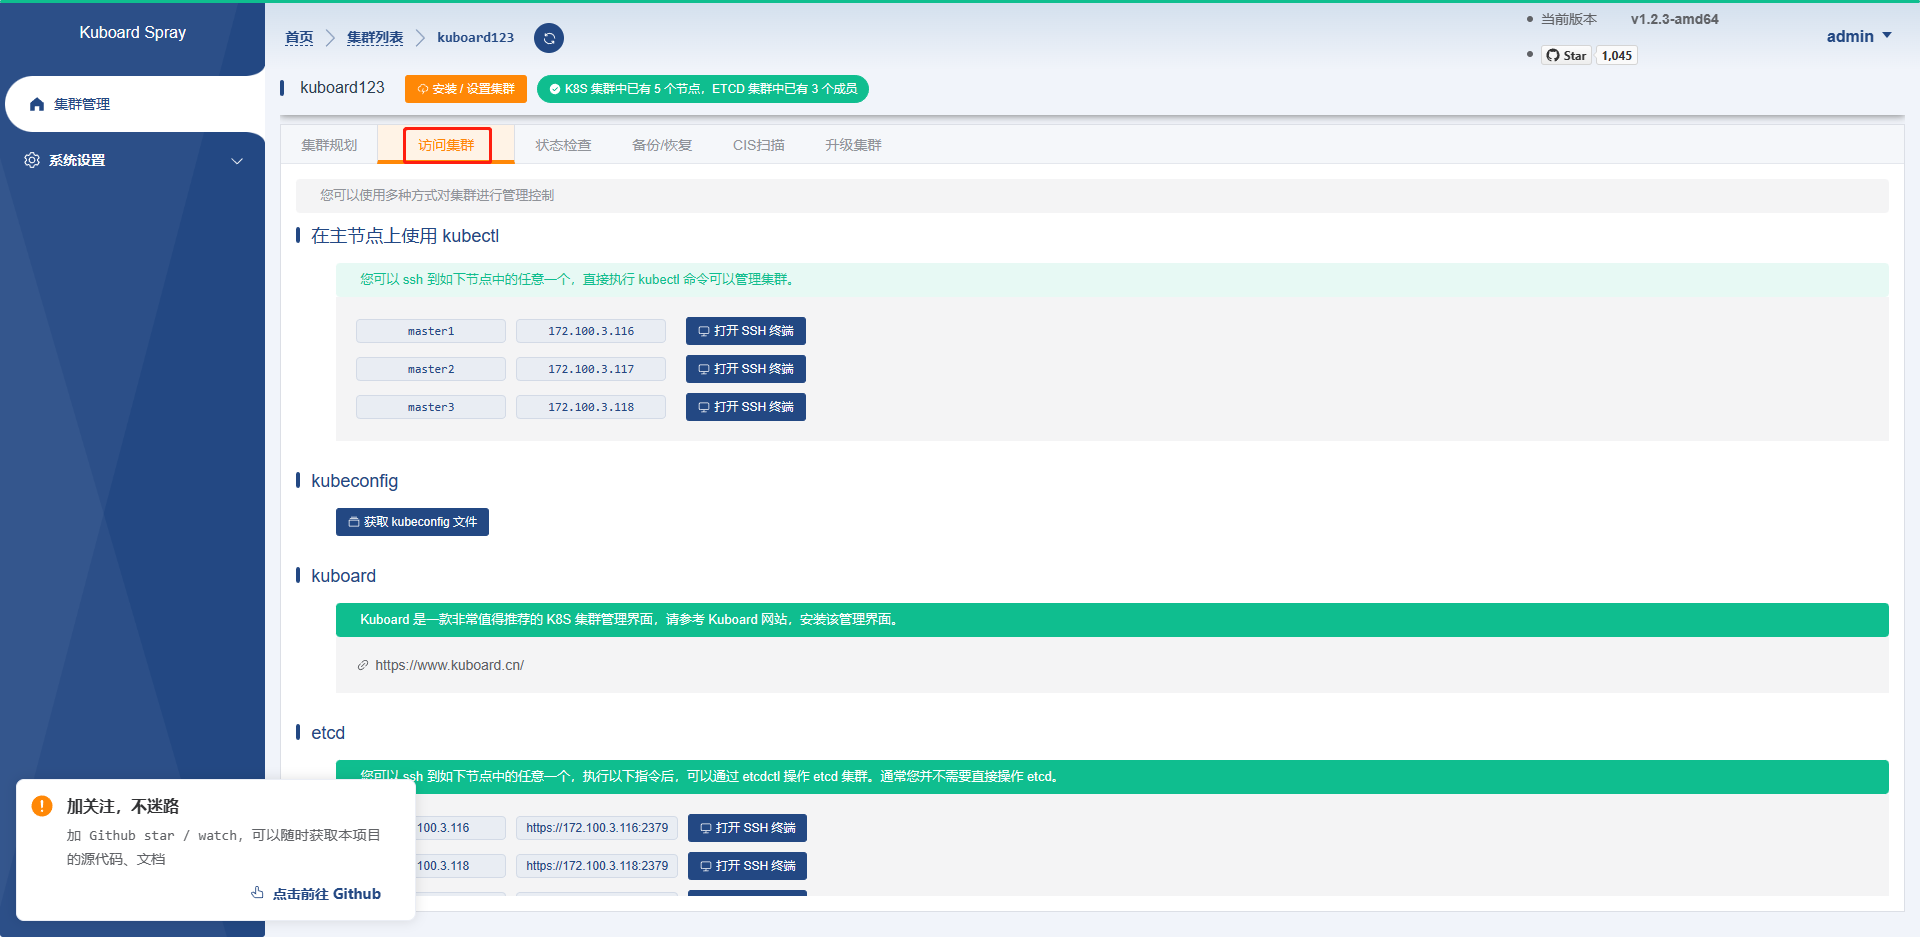 Kuboard Spray
集群管理
系统设置
首页
集群列表
kuboard123
当前版本 v1.2.3-amd64
Star 1,045
admin
kuboard123
安装 / 设置集群
K8S 集群中已有 5 个节点，ETCD 集群中已有 3 个成员
集群规划
访问集群
状态检查
备份/恢复
CIS扫描
升级集群
您可以使用多种方式对集群进行管理控制
在主节点上使用 kubectl
您可以 ssh 到如下节点中的任意一个，直接执行 kubectl 命令可以管理集群。
master1 172.100.3.116 打开 SSH 终端
master2 172.100.3.117 打开 SSH 终端
master3 172.100.3.118 打开 SSH 终端
kubeconfig
获取 kubeconfig 文件
kuboard
Kuboard 是一款非常值得推荐的 K8S 集群管理界面，请参考 Kuboard 网站，安装该管理界面。
https://www.kuboard.cn/
etcd
您可以 ssh 到如下节点中的任意一个，执行以下指令后，可以通过 etcdctl 操作 etcd 集群。通常您并不需要直接操作 etcd。
100.3.116 https://172.100.3.116:2379 打开 SSH 终端
100.3.118 https://172.100.3.118:2379 打开 SSH 终端
加关注，不迷路
加 Github star / watch，可以随时获取本项目
的源代码、文档
点击前往 Github